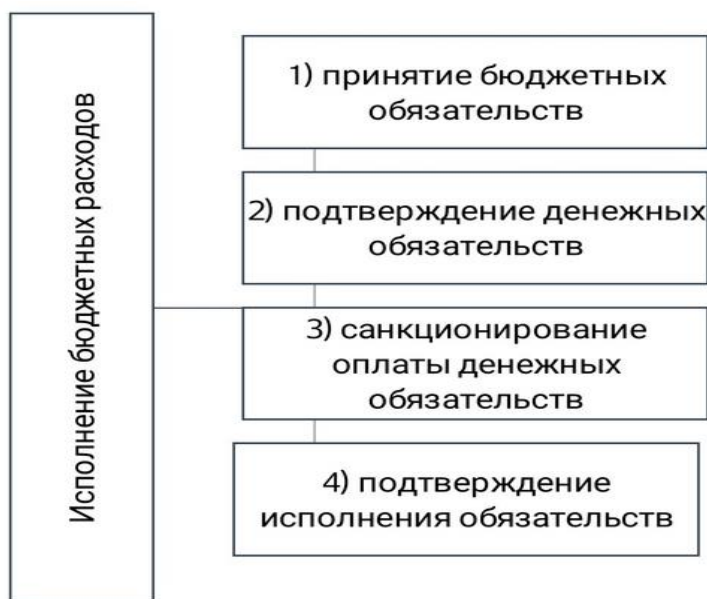 Исполнение бюджетных расходов
1) принятие бюджетных
обязательств
2) подтверждение денежных
обязательств
3) санкционирование
оплаты денежных
обязательств
4) подтверждение
исполнения обязательств